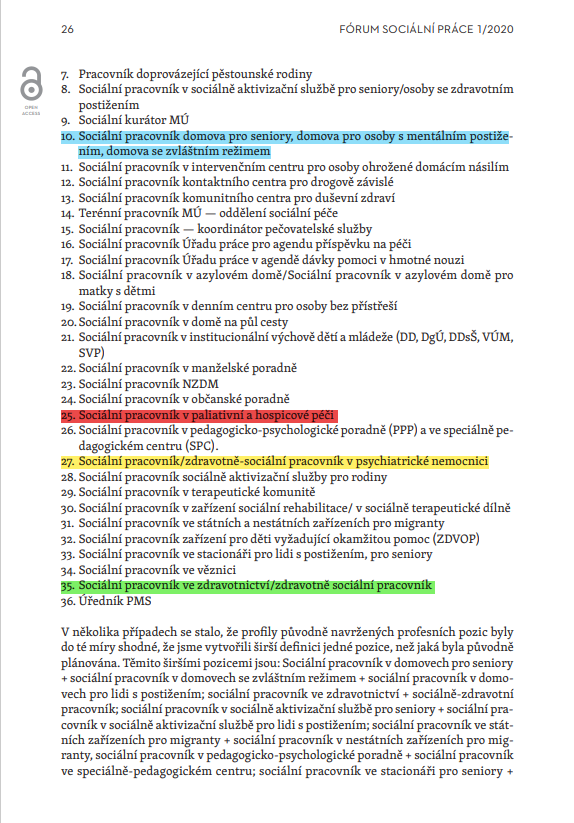 26 FÓRUM SOCIÁLNÍ PRÁCE 1/2020
OPEN
ACCESS
7. Pracovník doprovázející pěstounské rodiny
8. Sociální pracovník v sociálně aktivizační službě pro seniory/osoby se zdravotním
postižením
9. Sociální kurátor MÚ
10. Sociální pracovník domova pro seniory, domova pro osoby s mentálním postiže-
ním, domova se zvláštním režimem
11. Sociální pracovník v intervenčním centru pro osoby ohrožené domácím násilím
12. Sociální pracovník kontaktního centra pro drogově závislé
13. Sociální pracovník komunitního centra pro duševní zdraví
14. Terénní pracovník MÚ — oddělení sociální péče
15. Sociální pracovník — koordinátor pečovatelské služby
16. Sociální pracovník Úřadu práce pro agendu příspěvku na péči
17. Sociální pracovník Úřadu práce v agendě dávky pomoci v hmotné nouzi
18. Sociální pracovník v azylovém domě/Sociální pracovník v azylovém domě pro
matky s dětmi
19. Sociální pracovník v denním centru pro osoby bez přístřeší
20. Sociální pracovník v domě na půl cesty
21. Sociální pracovník v institucionální výchově dětí a mládeže (DD, DgÚ, DDsŠ, VÚM,
SVP)
22. Sociální pracovník v manželské poradně
23. Sociální pracovník NZDM
24. Sociální pracovník v občanské poradně
25. Sociální pracovník v paliativní a hospicové péči
26. Sociální pracovník v pedagogicko-psychologické poradně (PPP) a ve speciálně pe-
dagogickém centru (SPC).
27. Sociální pracovník/zdravotně-sociální pracovník v psychiatrické nemocnici
28. Sociální pracovník sociálně aktivizační služby pro rodiny
29. Sociální pracovník v terapeutické komunitě
30. Sociální pracovník v zařízení sociální rehabilitace/ v sociálně terapeutické dílně
31. Sociální pracovník ve státních a nestátních zařízeních pro migranty
32. Sociální pracovník zařízení pro děti vyžadující okamžitou pomoc (ZDVOP)
33. Sociální pracovník ve stacionáři pro lidi s postižením, pro seniory
34. Sociální pracovník ve věznici
35. Sociální pracovník ve zdravotnictví/zdravotně sociální pracovník
36. Úředník PMS
V několika případech se stalo, že profily původně navržených profesních pozic byly
do té míry shodné, že jsme vytvořili širší definici jedné pozice, než jaká byla původně
plánována. Těmito širšími pozicemi jsou: Sociální pracovník v domovech pro seniory
+ sociální pracovník v domovech se zvláštním režimem + sociální pracovník v domo-
vech pro lidi s postižením; sociální pracovník ve zdravotnictví + sociálně-zdravotní
pracovník; sociální pracovník v sociálně aktivizační službě pro seniory + sociální pra-
covník v sociálně aktivizační službě pro lidi s postižením; sociální pracovník ve stát-
ních zařízeních pro migranty + sociální pracovník v nestátních zařízeních pro mig-
ranty, sociální pracovník v pedagogicko-psychologické poradně + sociální pracovník
ve speciálně-pedagogickém centru; sociální pracovník ve stacionáři pro seniory +